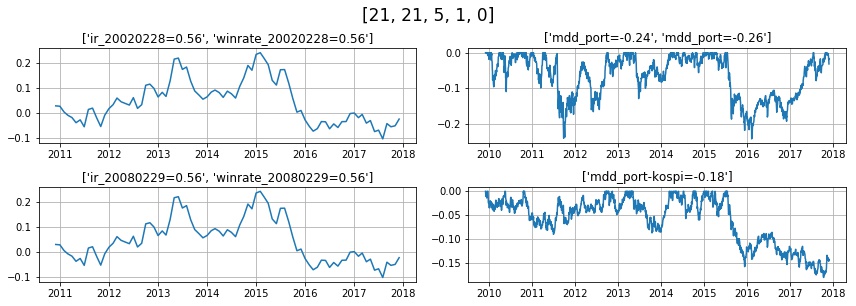 [21, 21, 5, 1, 0]
['ir_20020228=0.56', 'winrate_20020228=0.56']
0.2
0.1
0.0
−0.1
2011 2012 2013 2014 2015 2016 2017 2018
['mdd_port=-0.24', 'mdd_port=-0.26']
0.0
−0.1
−0.2
2010 2011 2012 2013 2014 2015 2016 2017 2018
['ir_20080229=0.56', 'winrate_20080229=0.56']
0.2
0.1
0.0
−0.1
2011 2012 2013 2014 2015 2016 2017 2018
['mdd_port-kospi=-0.18']
0.00
−0.05
−0.10
−0.15
2010 2011 2012 2013 2014 2015 2016 2017 2018